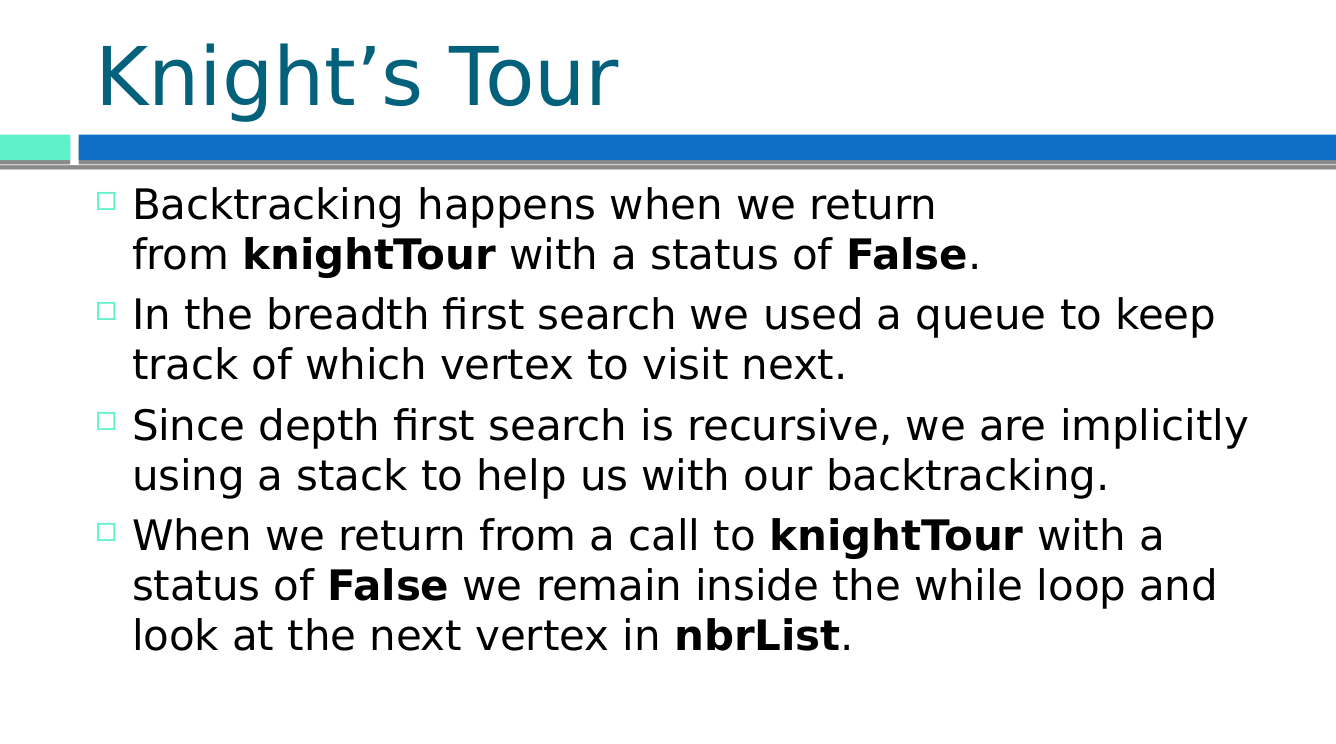 Knight’s Tour
Backtracking happens when we return
from knightTour with a status of False.
In the breadth first search we used a queue to keep
track of which vertex to visit next.
Since depth first search is recursive, we are implicitly
using a stack to help us with our backtracking.
When we return from a call to knightTour with a
status of False we remain inside the while loop and
look at the next vertex in nbrList.